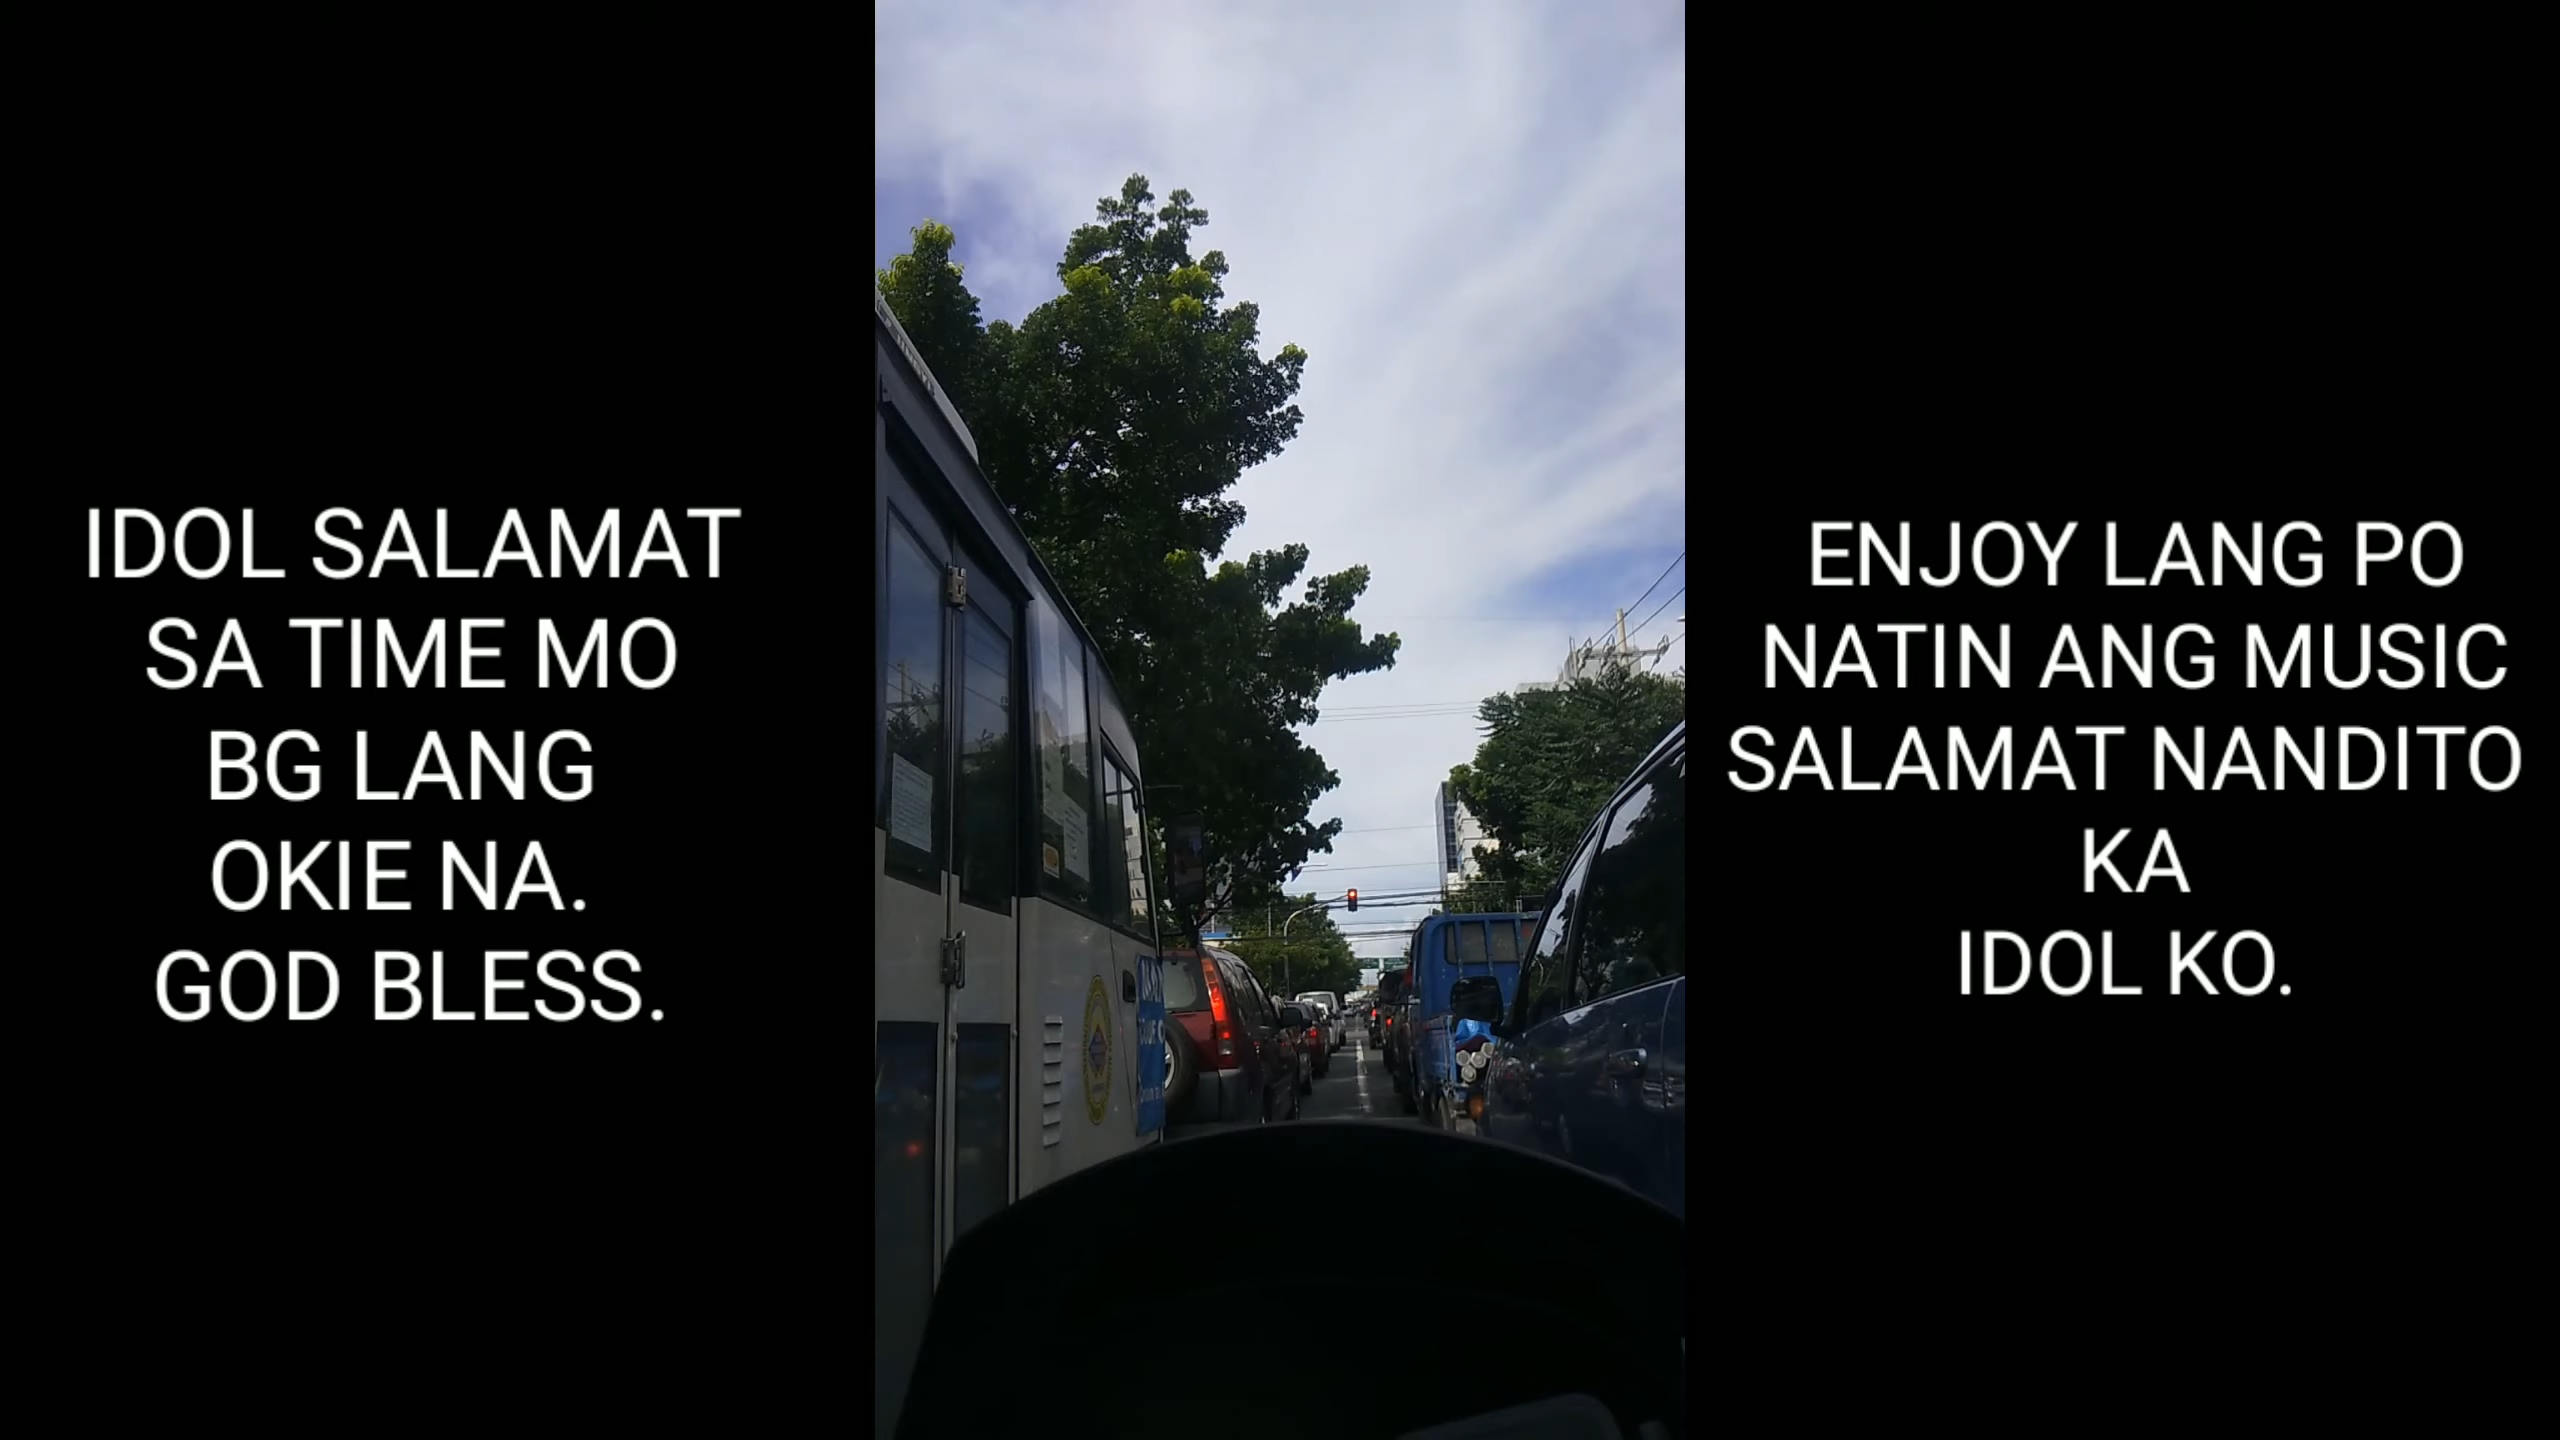 IDOL SALAMAT
SA TIME MO
BG LANG
OKIE NA.
GOD BLESS.
ENJOY LANG PO
NATIN ANG MUSIC
SALAMAT NANDITO
KA
IDOL KO.